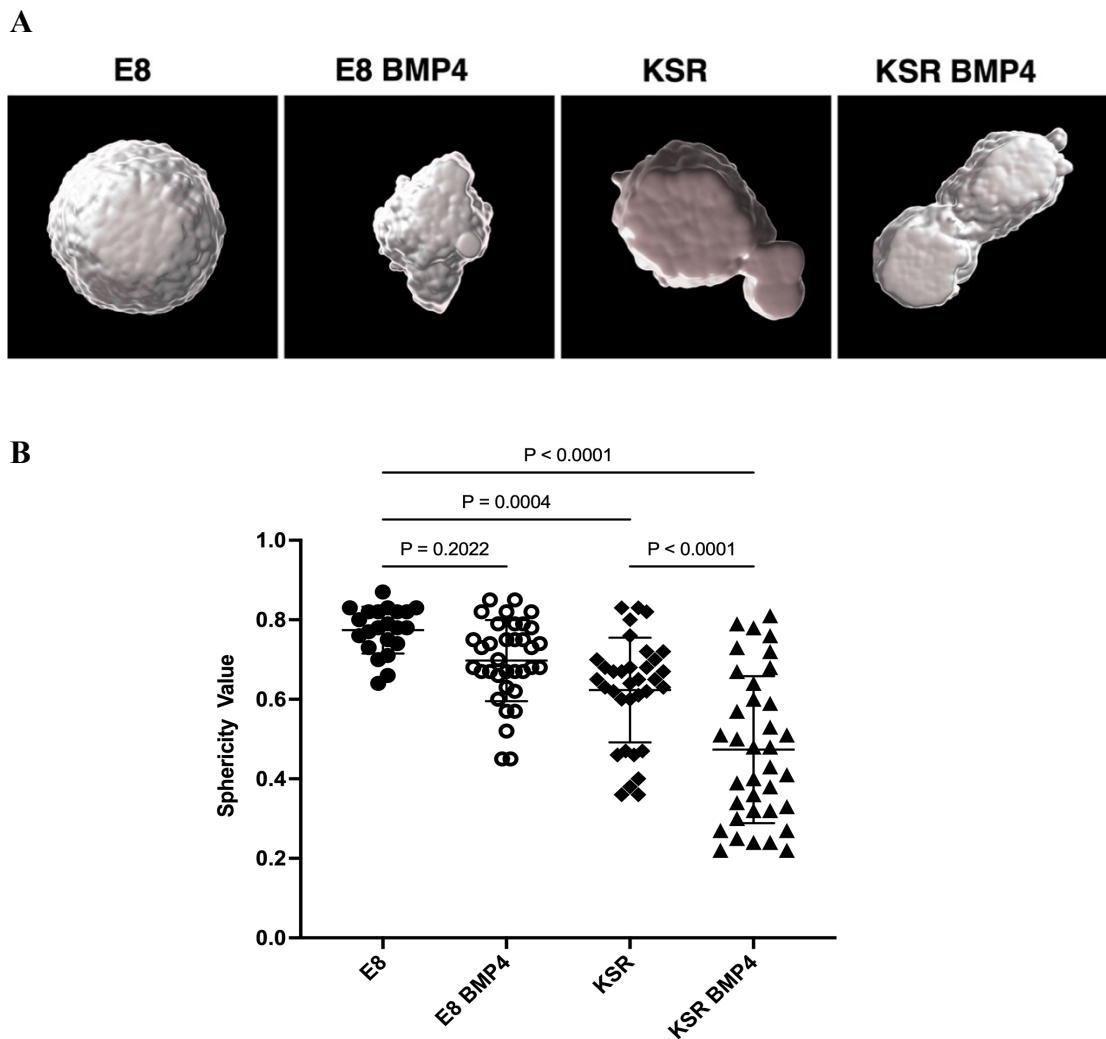 A
E8 E8 BMP4 KSR KSR BMP4
B
P < 0.0001
P = 0.0004
P = 0.2022 P < 0.0001
1.0
0.8
0.6
0.4
0.2
0.0
Sphericity Value
E8 E8 BMP4 KSR KSR BMP4